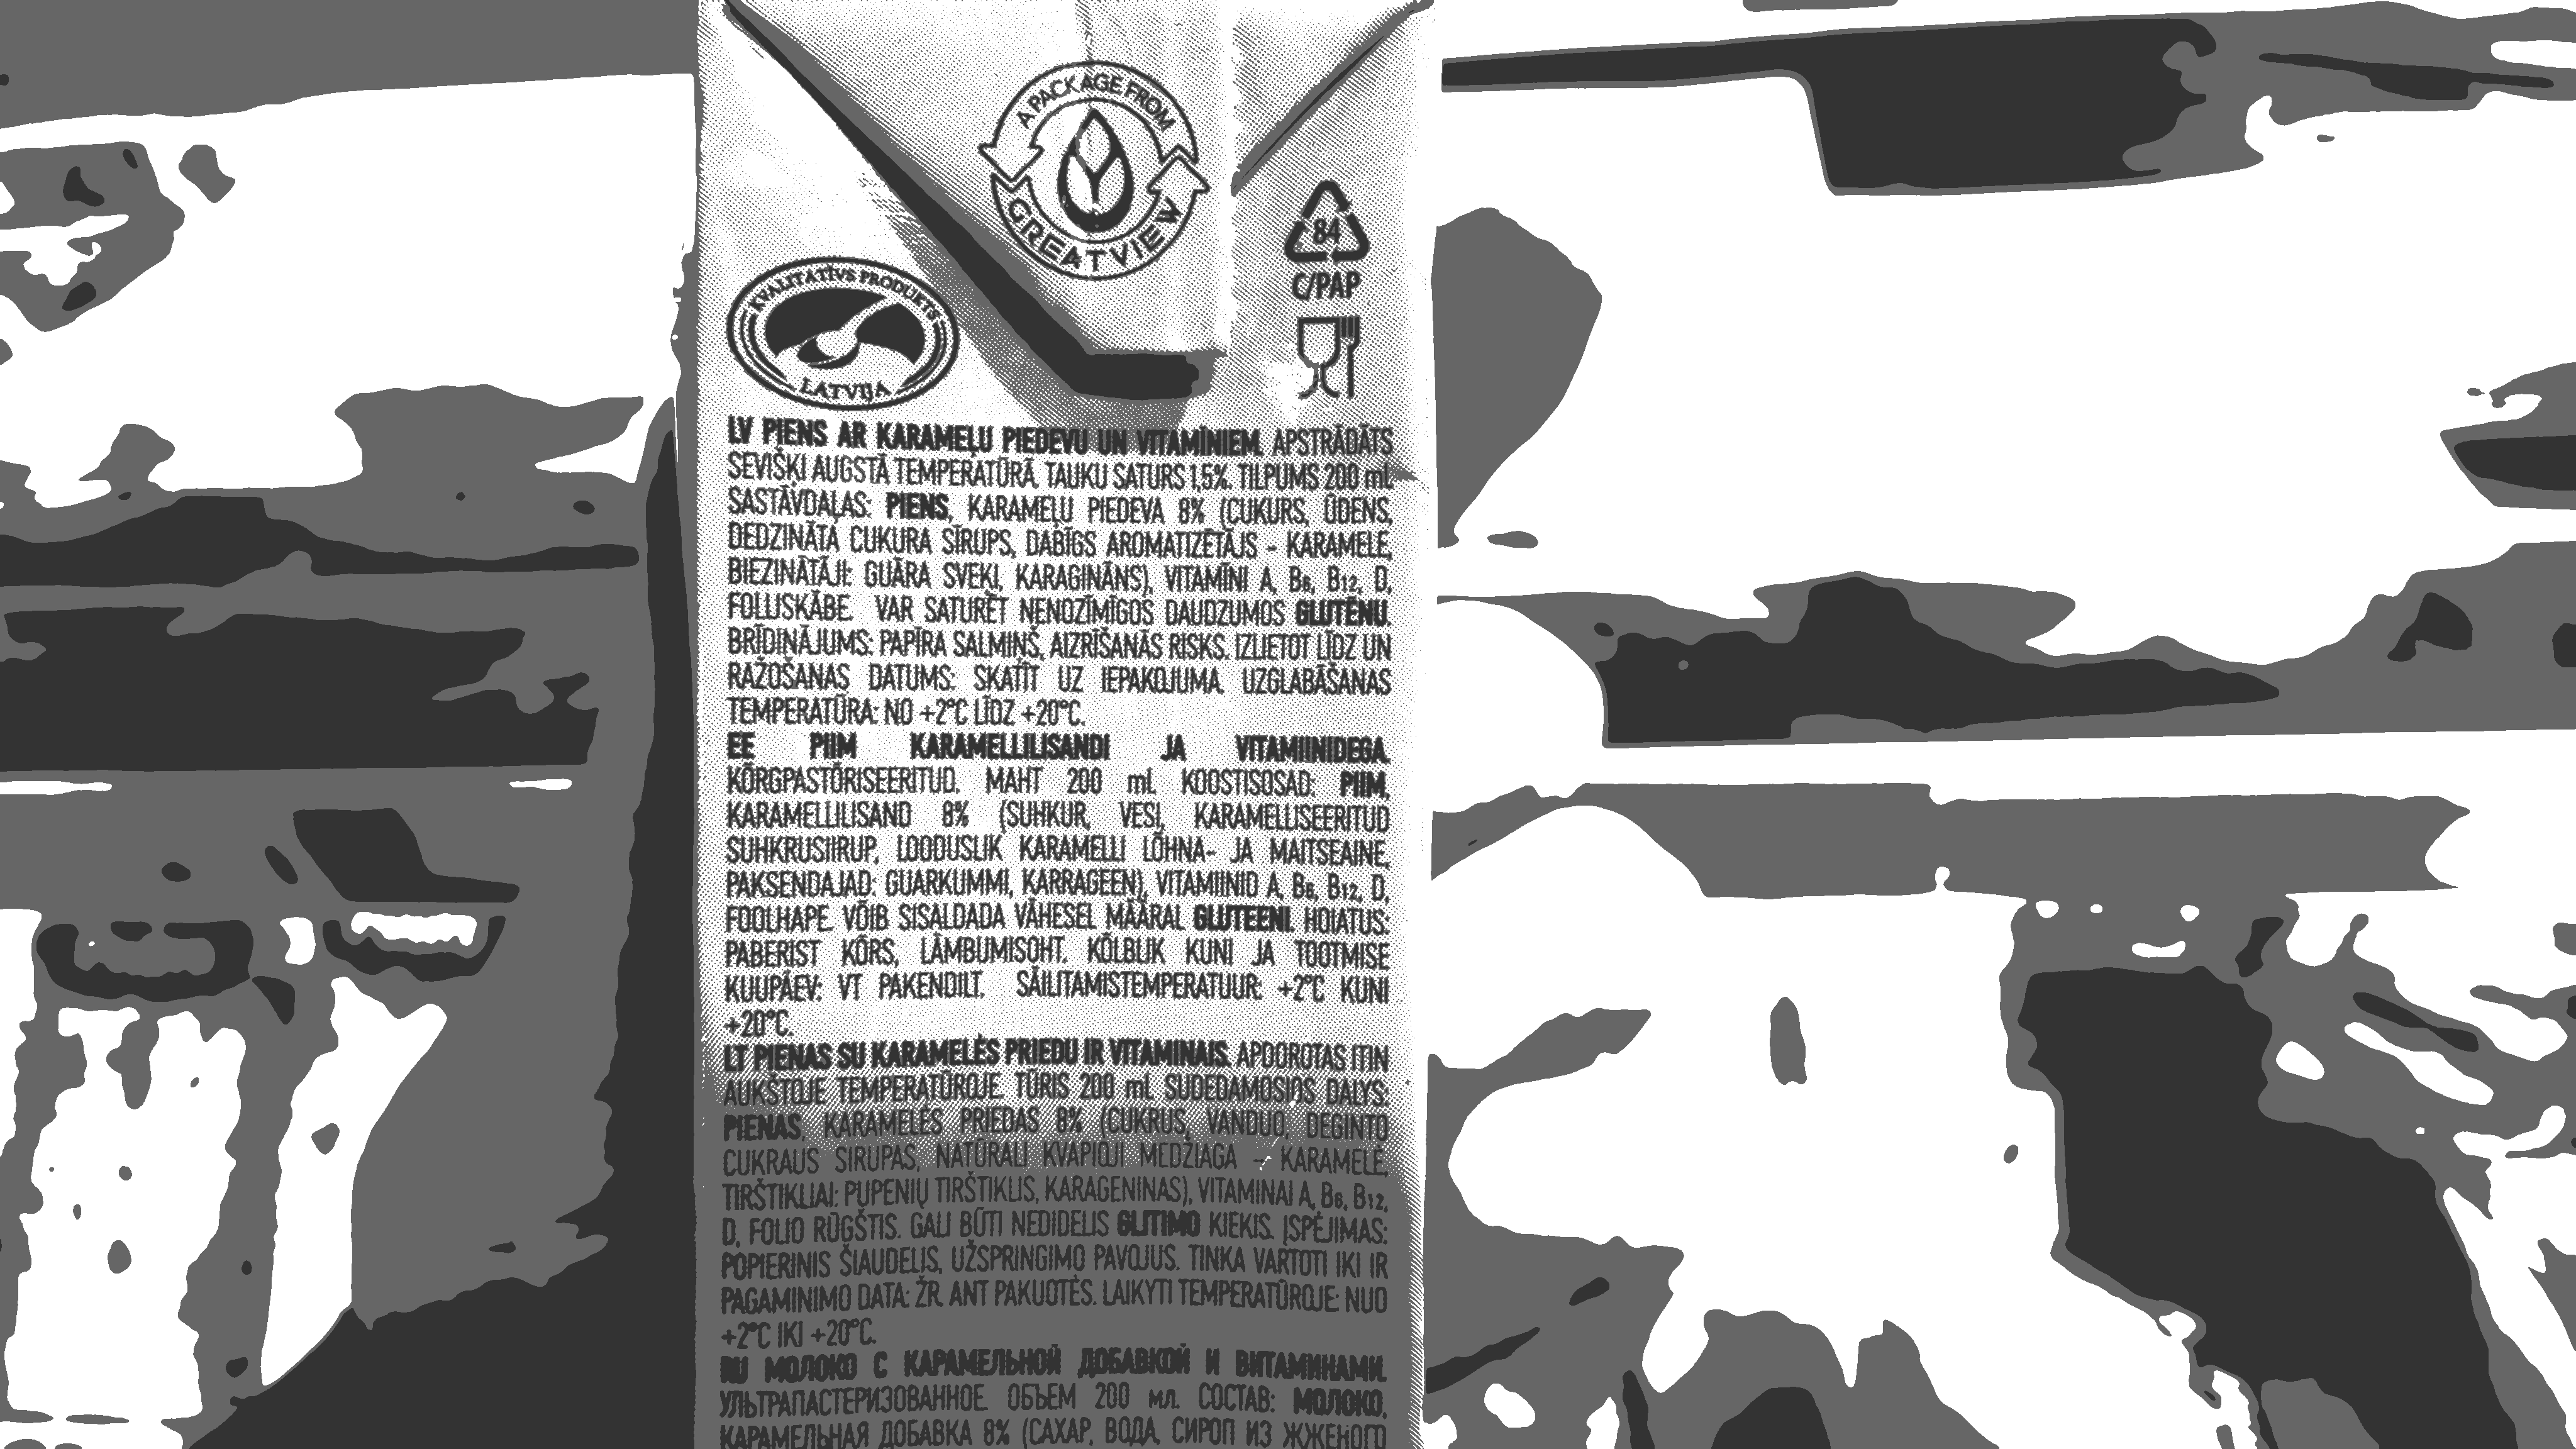 A PACKAGE FROM
GREATVIEW
84
C/PAP
KVALITATĪVS PRODUKTS
LATVIJA
LV PIENS AR KARAMEĻU PIEDEVU UN VITAMĪNIEM. APSTRĀDĀTS
SEVIŠĶI AUGSTĀ TEMPERATŪRĀ. TAUKU SATURS 1,5%. TILPUMS 200 mL
SASTĀVDAĻAS: PIENS, KARAMEĻU PIEDEVA 8% (CUKURS, ŪDENS,
DEDZINĀTA CUKURA SĪRUPS, DABĪGS AROMATIZĒTĀJS - KARAMELE,
BIEZINĀTĀJI: GUĀRA SVEĶI, KARAGINĀNS), VITAMĪNI A, B6, B12, D,
FOLIJSKĀBE. VAR SATURĒT NENOZĪMĪGOS DAUDZUMOS GLUTĒNU.
BRĪDINĀJUMS: PAPĪRA SALMIŅŠ, AIZRĪŠANĀS RISKS. IZLIETOT LĪDZ UN
RAŽOŠANAS DATUMS: SKATĪT UZ IEPAKOJUMA. UZGLABĀŠANAS
TEMPERATŪRA: NO +2°C LĪDZ +20°C.
EE PIIM KARAMELLILISANDI JA VITAMIINIDEGA.
KÕRGPASTÖRISEERITUD. MAHT 200 mL KOOSTISOSAD: PIIM,
KARAMELLILISAND 8% (SUHKUR, VESI, KARAMELLISEERITUD
SUHKRUSIIRUP, LOODUSLIK KARAMELLI LÕHNA- JA MAITSEAINE,
PAKSENDAJAD: GUARKUMMI, KARRAGEEN), VITAMIINID A, B6, B12, D,
FOOLHAPE. VÕIB SISALDADA VÄHESEL MÄÄRAL GLUTEENI. HOIATUS:
PABERIST KÕRS, LÄMBUMISOHT. KÕLBLIK KUNI JA TOOTMISE
KUUPÄEV: VT PAKENDILT. SÄILITAMISTEMPERATUUR: +2°C KUNI
+20°C.
LT PIENAS SU KARAMELĖS PRIEDU IR VITAMINAIS. APDOROTAS ITIN
AUKŠTOJE TEMPERATŪROJE. TŪRIS 200 mL SUDEDAMOSIOS DALYS:
PIENAS, KARAMELĖS PRIEDAS 8% (CUKRUS, VANDUO, DEGINTO
CUKRAUS SIRUPAS, NATŪRALI KVAPIOJI MEDŽIAGA – KARAMELĖ,
TIRŠTIKLIAI: PUPENIŲ TIRŠTIKLIS, KARAGENINAS), VITAMINAI A, B6, B12,
D, FOLIO RŪGŠTIS. GALI BŪTI NEDIDELIS GLITIMO KIEKIS. ĮSPĖJIMAS:
POPIERINIS ŠIAUDELIS, UŽSPRINGIMO PAVOJUS. TINKA VARTOTI IKI IR
PAGAMINIMO DATA: ŽR. ANT PAKUOTĖS. LAIKYTI TEMPERATŪROJE: NUO
+2°C IKI +20°C.
RU МОЛОКО С КАРАМЕЛЬНОЙ ДОБАВКОЙ И ВИТАМИНАМИ.
УЛЬТРАПАСТЕРИЗОВАННОЕ. ОБЪЕМ 200 мл. СОСТАВ: МОЛОКО,
КАРАМЕЛЬНАЯ ДОБАВКА 8% (САХАР, ВОДА, СИРОП ИЗ ЖЖЕНОГО